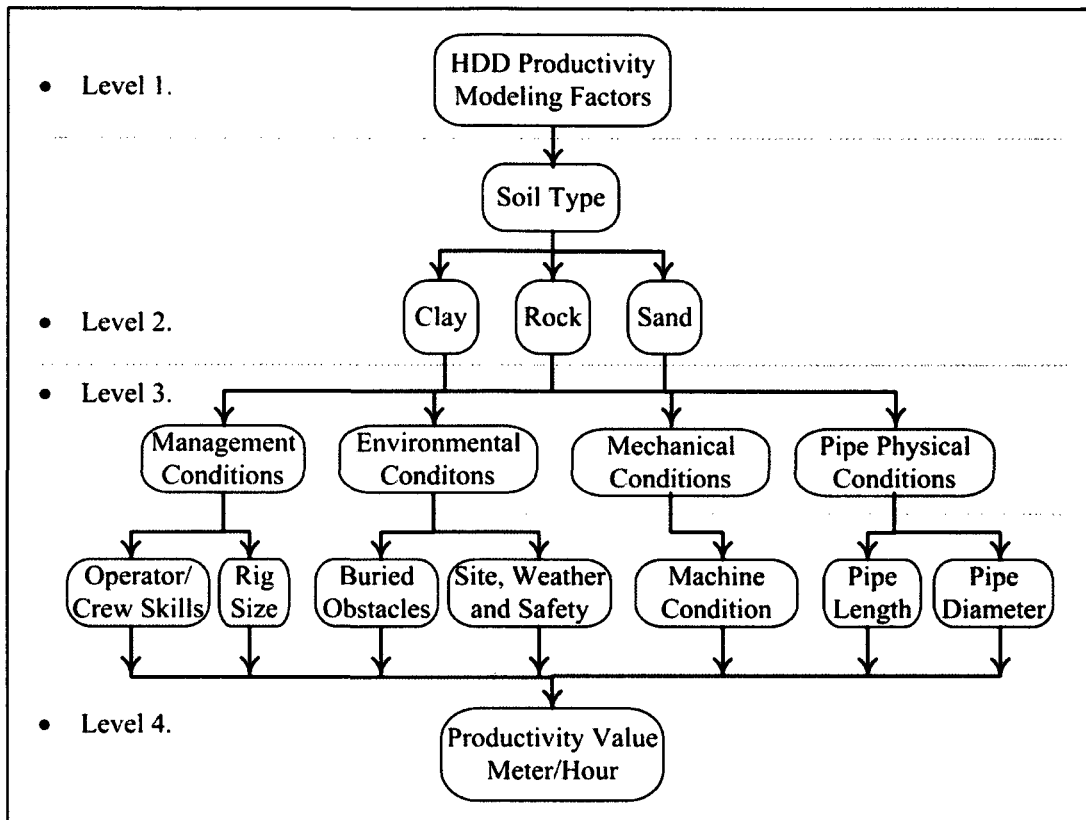 HDD Productivity
Modeling Factors
• Level 1.
Soil Type
Clay
Rock
Sand
• Level 2.
• Level 3.
Management
Conditions
Environmental
Conditons
Mechanical
Conditions
Pipe Physical
Conditions
Operator/
Crew Skills
Rig
Size
Buried
Obstacles
Site, Weather
and Safety
Machine
Condition
Pipe
Length
Pipe
Diameter
• Level 4.
Productivity Value
Meter/Hour